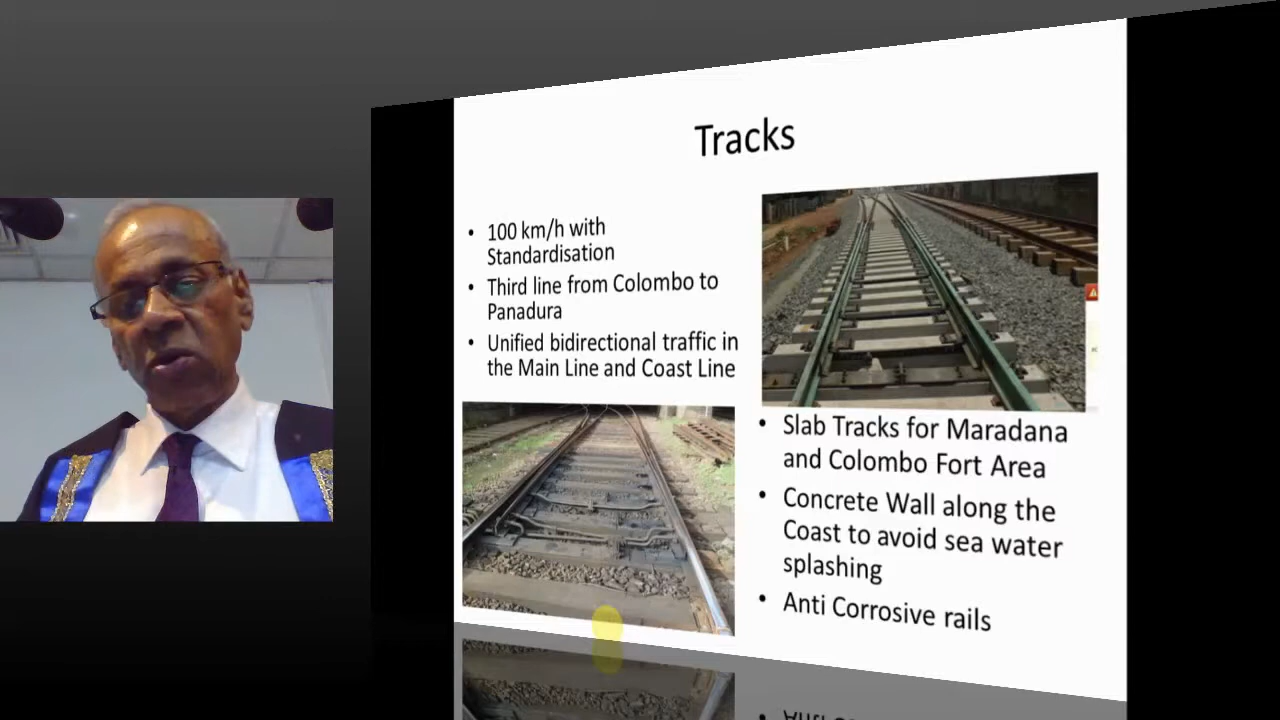 Tracks
• 100 km/h with
Standardisation
• Third line from Colombo to
Panadura
• Unified bidirectional traffic in
the Main Line and Coast Line
• Slab Tracks for Maradana
and Colombo Fort Area
• Concrete Wall along the
Coast to avoid sea water
splashing
• Anti Corrosive rails